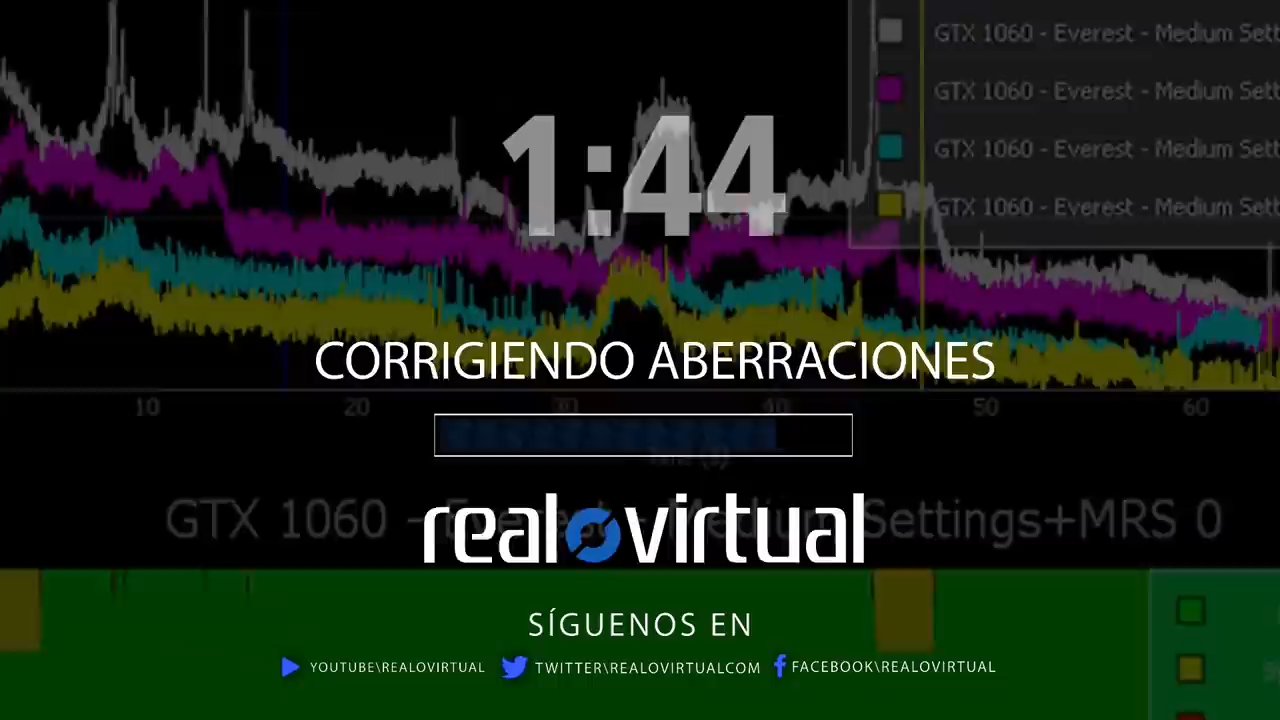 GTX 1060 - Everest - Medium Sett
GTX 1060 - Everest - Medium Sett
GTX 1060 - Everest - Medium Sett
GTX 1060 - Everest - Medium Sett
1:44
CORRIGIENDO ABERRACIONES
10 20 30 40 50 60
GTX 1060 - Everest - Medium Settings+MRS 0
realovirtual
SÍGUENOS EN
YOUTUBE\REALOVIRTUAL TWITTER\REALOVIRTUALCOM FACEBOOK\REALOVIRTUAL